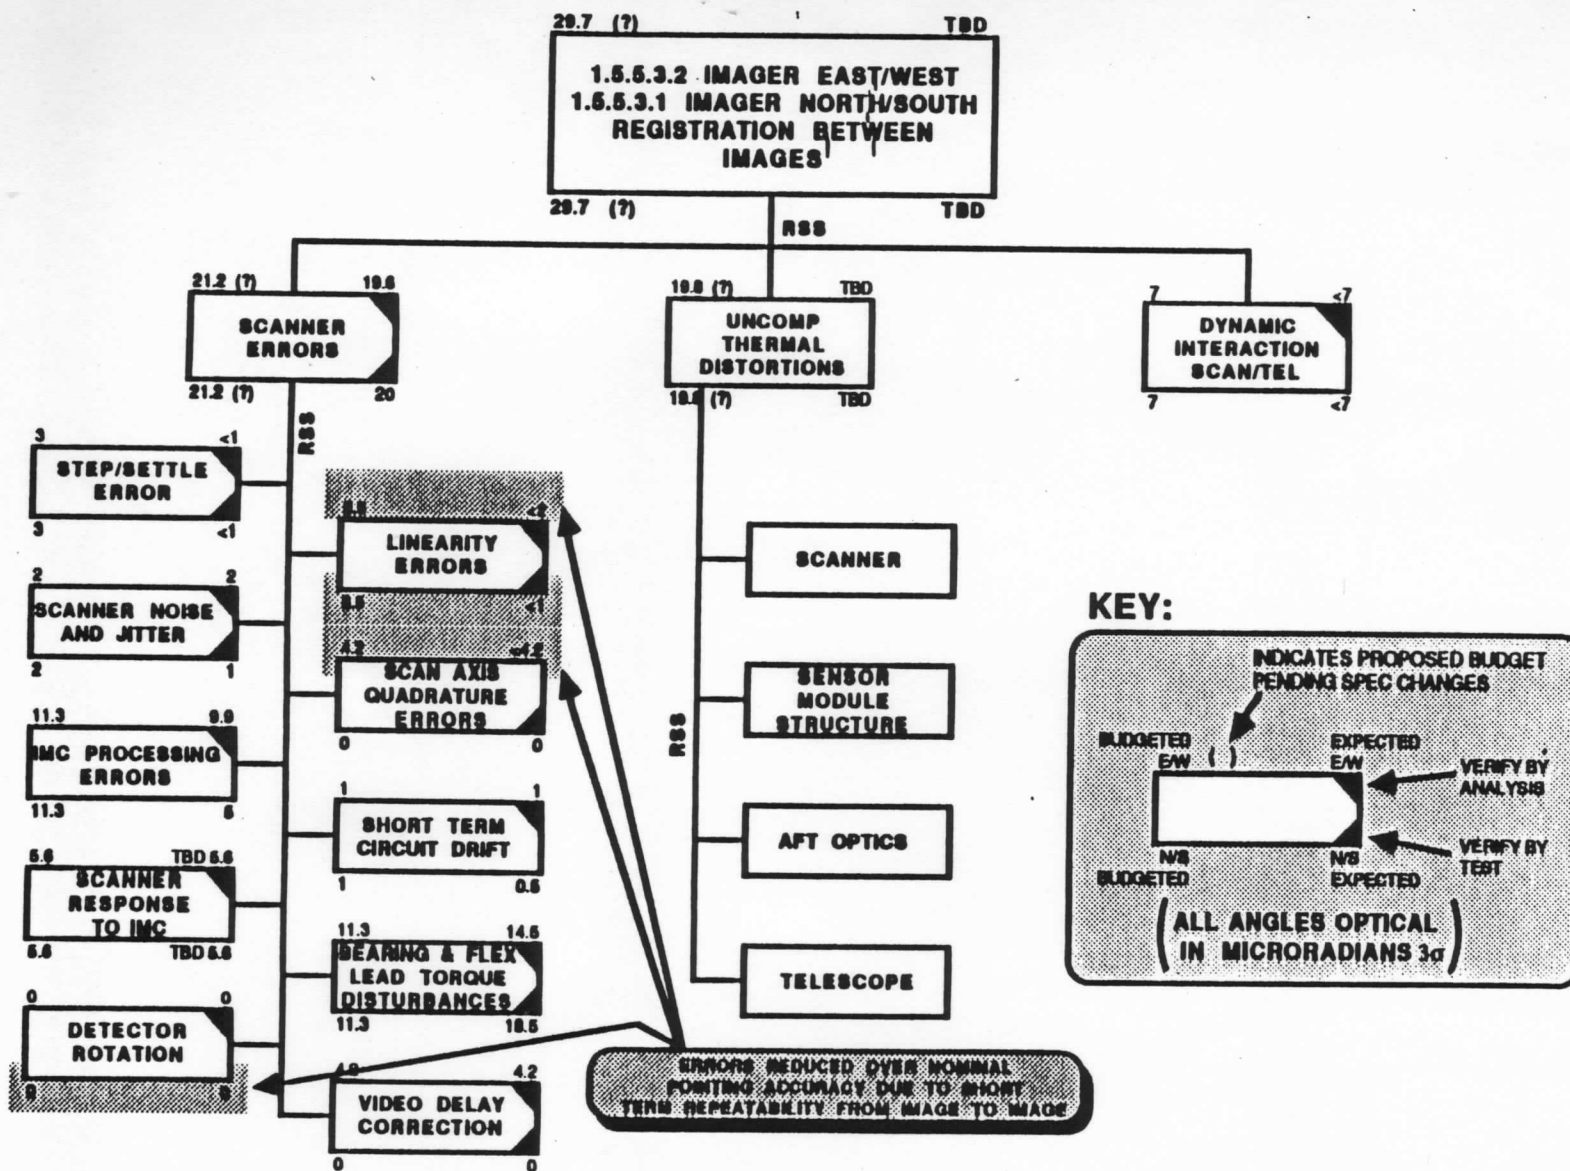 29.7 (?) TBD
1.5.5.3.2 IMAGER EAST/WEST
1.5.5.3.1 IMAGER NORTH/SOUTH
REGISTRATION BETWEEN
IMAGES
29.7 (?) TBD
RSS
21.2 (?) 19.6
SCANNER
ERRORS
21.2 (?) 20
RSS
19.8 (?) TBD
UNCOMP
THERMAL
DISTORTIONS
19.8 (?) TBD
RSS
7 <7
DYNAMIC
INTERACTION
SCAN/TEL
7 <7
3 <1
STEP/SETTLE
ERROR
3 <1
2 2
SCANNER NOISE
AND JITTER
2 1
11.3 9.9
IMC PROCESSING
ERRORS
11.3 5
5.6 TBD 5.6
SCANNER
RESPONSE
TO IMC
5.6 TBD 5.6
0 0
DETECTOR
ROTATION
<2
LINEARITY
ERRORS
<1
4.2 <4.2
SCAN AXIS
QUADRATURE
ERRORS
0 0
1 1
SHORT TERM
CIRCUIT DRIFT
1 0.5
11.3 14.5
BEARING & FLEX
LEAD TORQUE
DISTURBANCES
11.3
4.2
VIDEO DELAY
CORRECTION
0 0
SCANNER
SENSOR
MODULE
STRUCTURE
AFT OPTICS
TELESCOPE
ERRORS REDUCED OVER NOMINAL
POINTING ACCURACY DUE TO SHORT
TERM REPEATABILITY FROM IMAGE TO IMAGE
KEY:
INDICATES PROPOSED BUDGET
PENDING SPEC CHANGES
BUDGETED
E/W ( )
EXPECTED
E/W
VERIFY BY
ANALYSIS
N/S
BUDGETED
N/S
EXPECTED
VERIFY BY
TEST
(ALL ANGLES OPTICAL
IN MICRORADIANS 3σ)